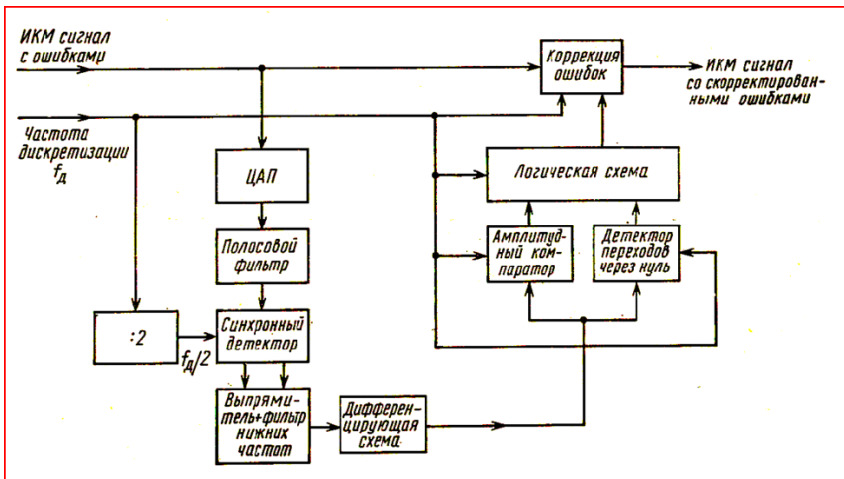 ИКМ сигнал
с ошибками
Коррекция
ошибок
ИКМ сигнал
со скорректирован-
ными ошибками
Частота
дискретизации
fд
ЦАП
Логическая схема
Полосовой
фильтр
Амплитуд-
ный ком-
паратор
Детектор
переходов
через нуль
:2
fд/2
Синхронный
детектор
Выпрями-
тель+фильтр
нижних
частот
Дифферен-
цирующая
схема